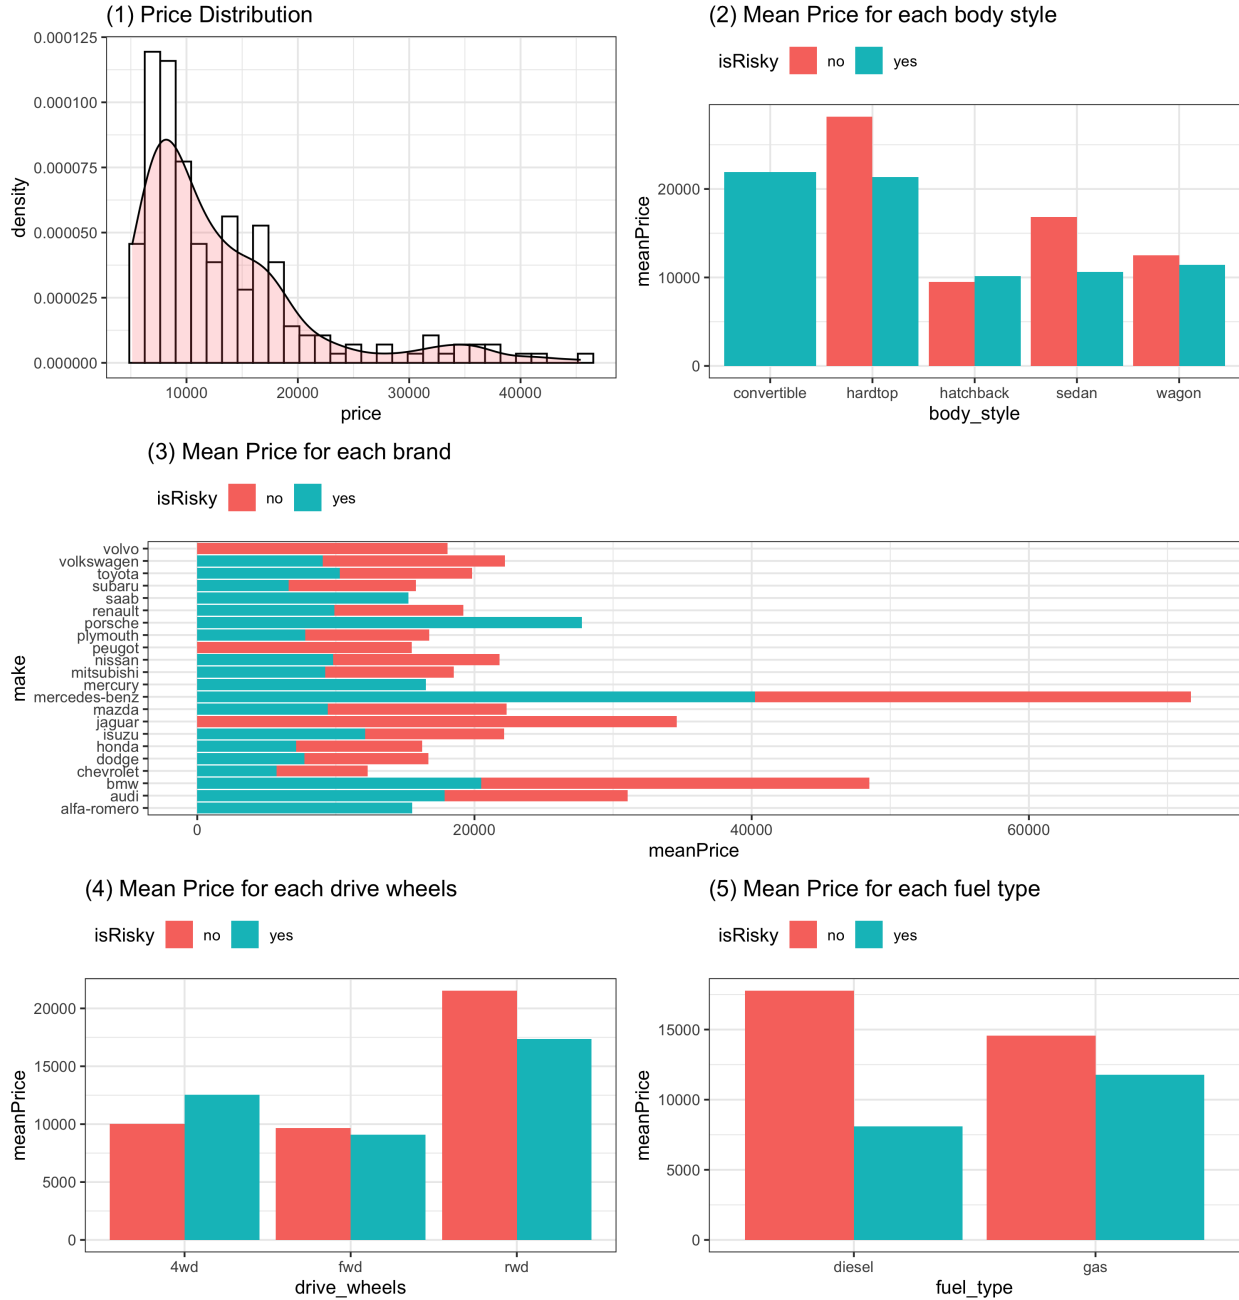 (1) Price Distribution
0.000125
0.000100
0.000075
0.000050
0.000025
0.000000
density
10000 20000 30000 40000
price
(2) Mean Price for each body style
isRisky no yes
20000
10000
0
meanPrice
convertible hardtop hatchback sedan wagon
body_style
(3) Mean Price for each brand
isRisky no yes
volvo
volkswagen
toyota
subaru
saab
renault
porsche
plymouth
peugot
nissan
mitsubishi
mercury
mercedes-benz
mazda
jaguar
isuzu
honda
dodge
chevrolet
bmw
audi
alfa-romero
make
0 20000 40000 60000
meanPrice
(4) Mean Price for each drive wheels
isRisky no yes
20000
15000
10000
5000
0
meanPrice
4wd fwd rwd
drive_wheels
(5) Mean Price for each fuel type
isRisky no yes
15000
10000
5000
0
meanPrice
diesel gas
fuel_type